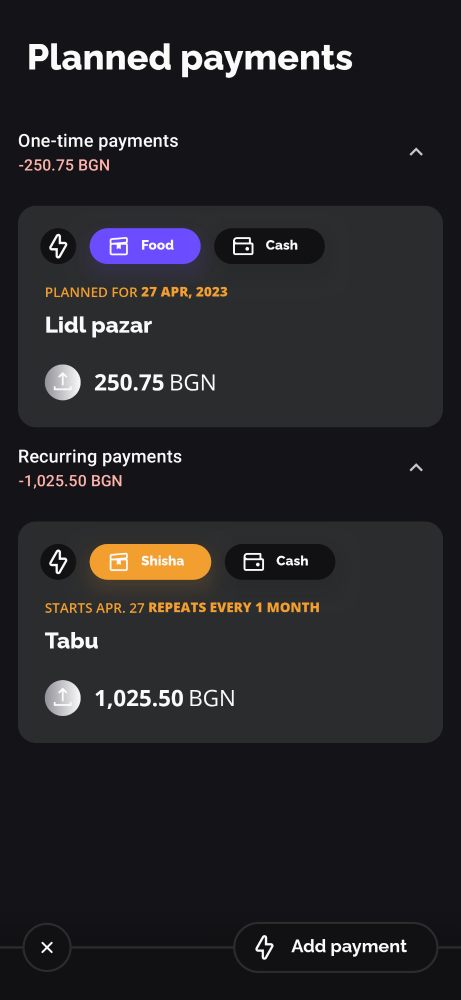 Planned payments
One-time payments
-250.75 BGN
Food
Cash
PLANNED FOR 27 APR, 2023
Lidl pazar
250.75 BGN
Recurring payments
-1,025.50 BGN
Shisha
Cash
STARTS APR. 27 REPEATS EVERY 1 MONTH
Tabu
1,025.50 BGN
Add payment